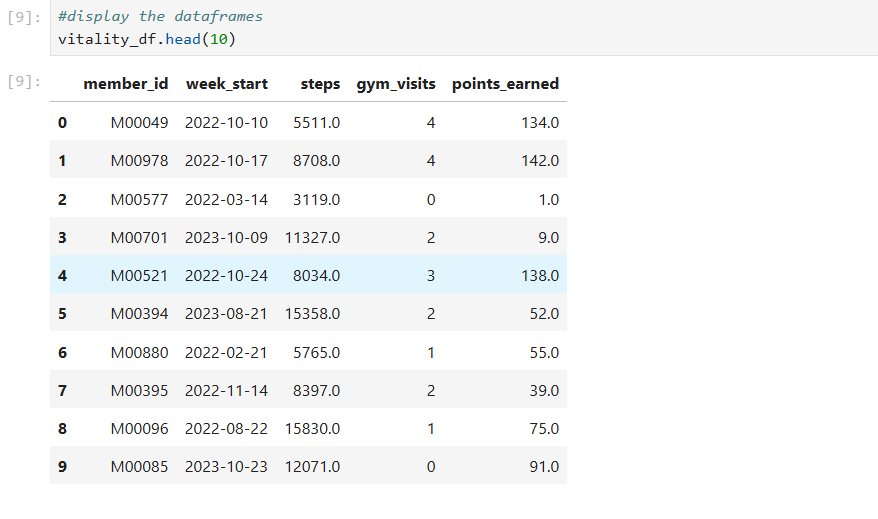 [9]: #display the dataframes
vitality_df.head(10)
[9]: member_id week_start steps gym_visits points_earned
0 M00049 2022-10-10 5511.0 4 134.0
1 M00978 2022-10-17 8708.0 4 142.0
2 M00577 2022-03-14 3119.0 0 1.0
3 M00701 2023-10-09 11327.0 2 9.0
4 M00521 2022-10-24 8034.0 3 138.0
5 M00394 2023-08-21 15358.0 2 52.0
6 M00880 2022-02-21 5765.0 1 55.0
7 M00395 2022-11-14 8397.0 2 39.0
8 M00096 2022-08-22 15830.0 1 75.0
9 M00085 2023-10-23 12071.0 0 91.0